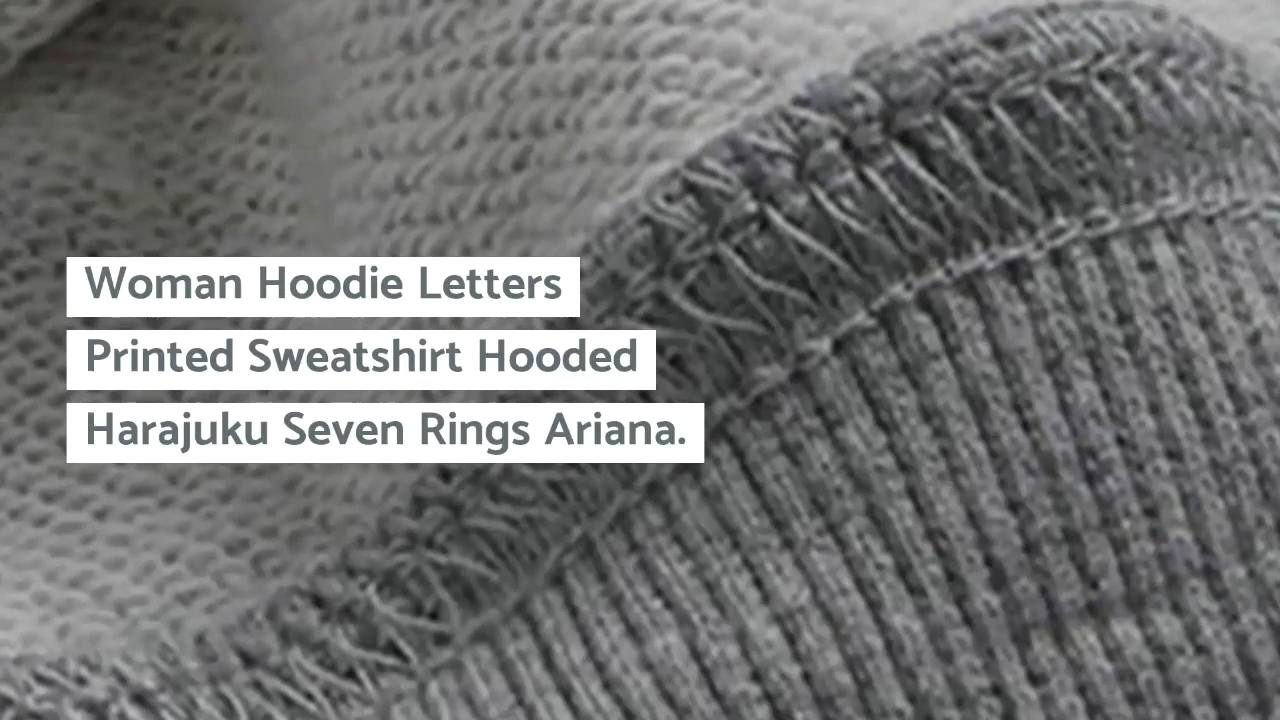 Woman Hoodie Letters
Printed Sweatshirt Hooded
Harajuku Seven Rings Ariana.